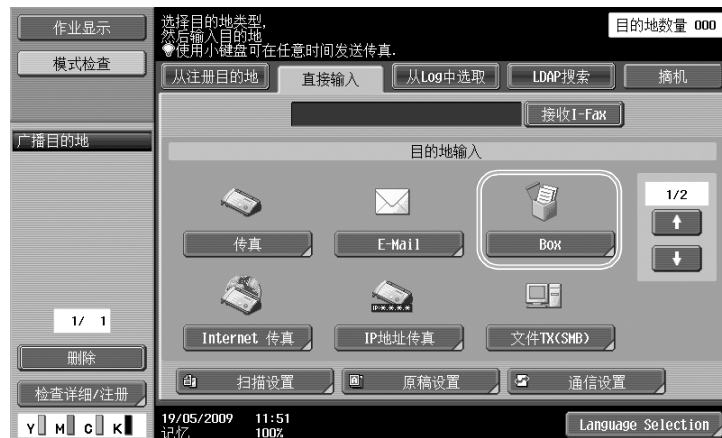 作业显示
模式检查
选择目的地类型,
然后输入目的地
使用小键盘可在任意时间发送传真.
目的地数量 000
从注册目的地
直接输入
从Log中选取
LDAP搜索
摘机
接收I-Fax
广播目的地
目的地输入
传真
E-Mail
Box
1/2
Internet 传真
IP地址传真
文件TX(SMB)
IP=*.*.*.*
1/ 1
删除
检查详细/注册
扫描设置
原稿设置
通信设置
Y M C K
19/05/2009 11:51
记忆 100%
Language Selection